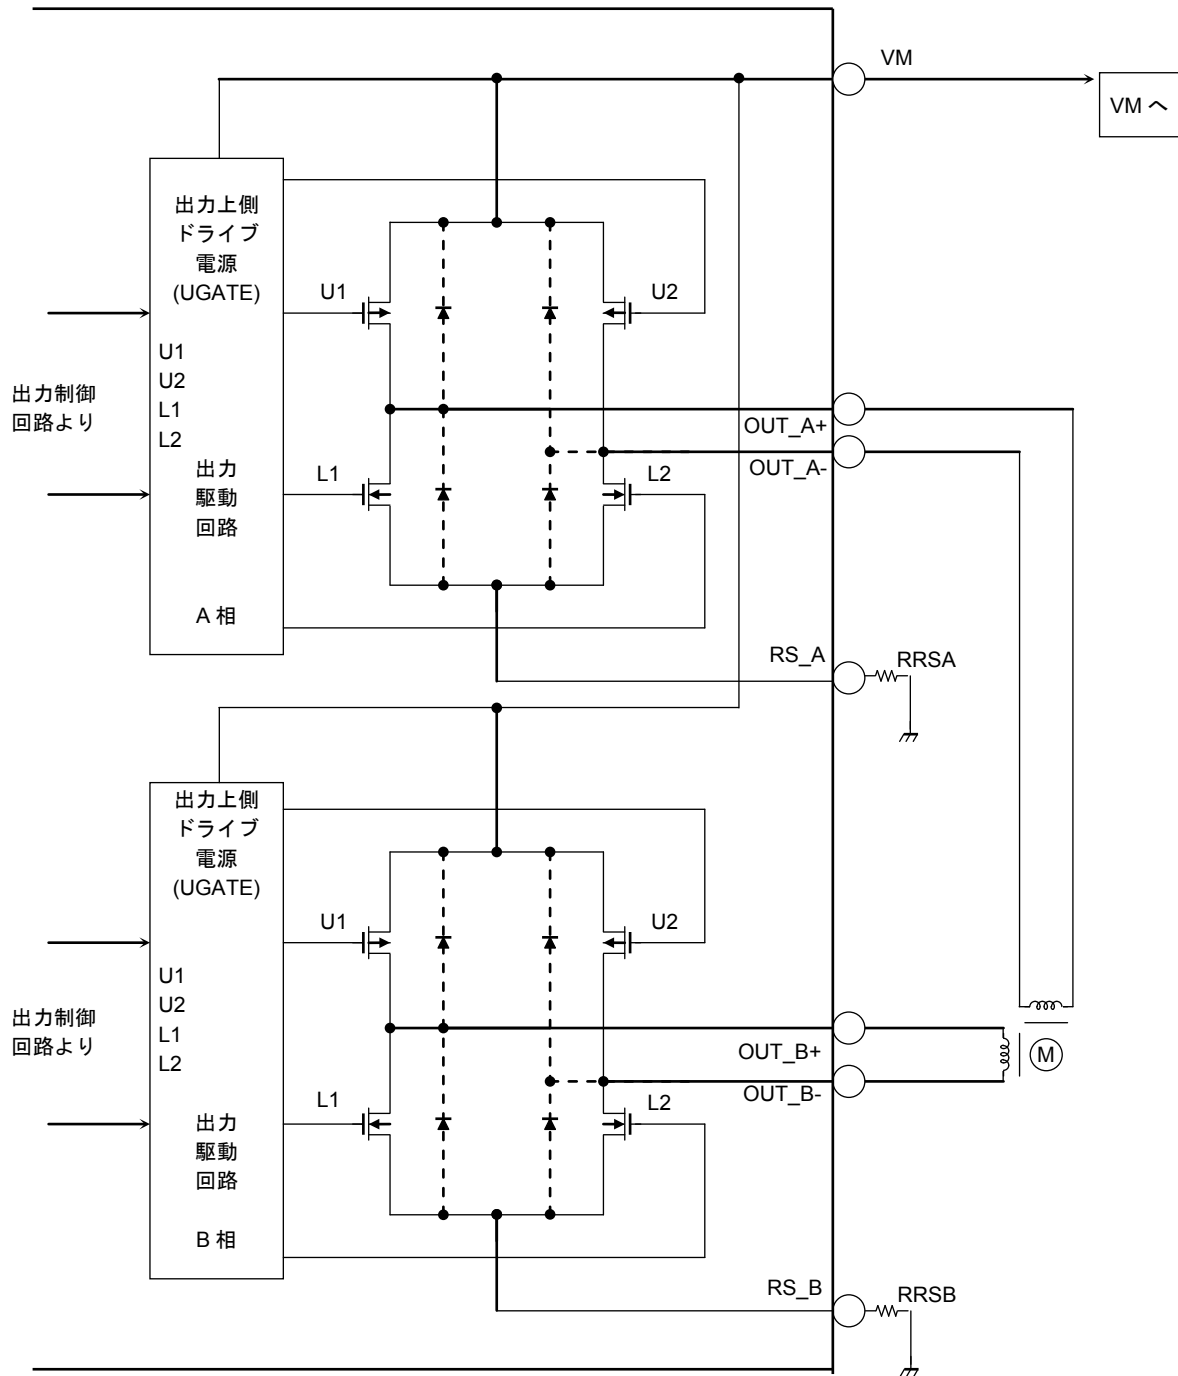 VM
VM へ
出力上側
ドライブ
電源
(UGATE)
U1
U2
U1
U2
L1
L2
出力制御
回路より
OUT_A+
OUT_A-
L1
L2
出力
駆動
回路
A 相
RS_A
RRSA
出力上側
ドライブ
電源
(UGATE)
U1
U2
U1
U2
L1
L2
出力制御
回路より
OUT_B+
M
OUT_B-
L1
L2
出力
駆動
回路
B 相
RS_B
RRSB